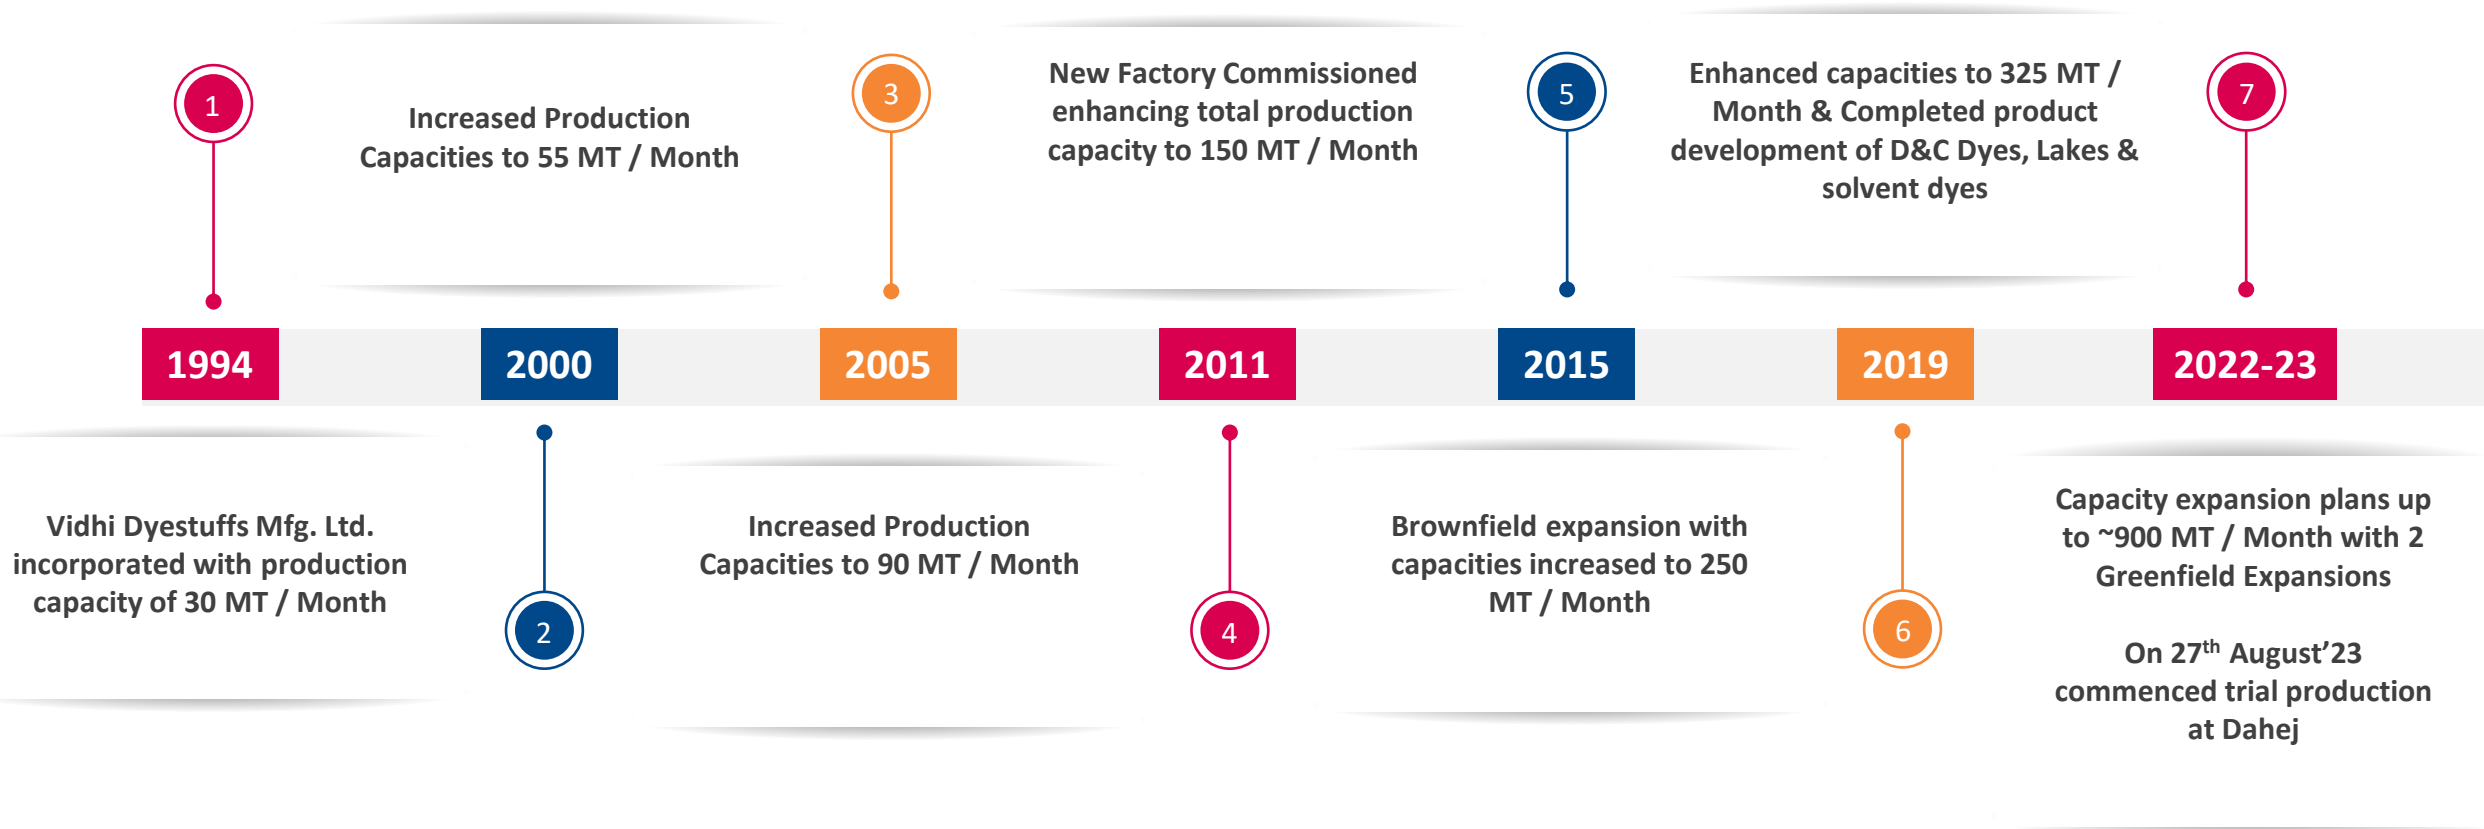 1
Increased Production
Capacities to 55 MT / Month
3
New Factory Commissioned
enhancing total production
capacity to 150 MT / Month
5
Enhanced capacities to 325 MT /
Month & Completed product
development of D&C Dyes, Lakes &
solvent dyes
7
1994
2000
2005
2011
2015
2019
2022-23
Vidhi Dyestuffs Mfg. Ltd.
incorporated with production
capacity of 30 MT / Month
2
Increased Production
Capacities to 90 MT / Month
4
Brownfield expansion with
capacities increased to 250
MT / Month
6
Capacity expansion plans up
to ~900 MT / Month with 2
Greenfield Expansions
On 27th August’23
commenced trial production
at Dahej